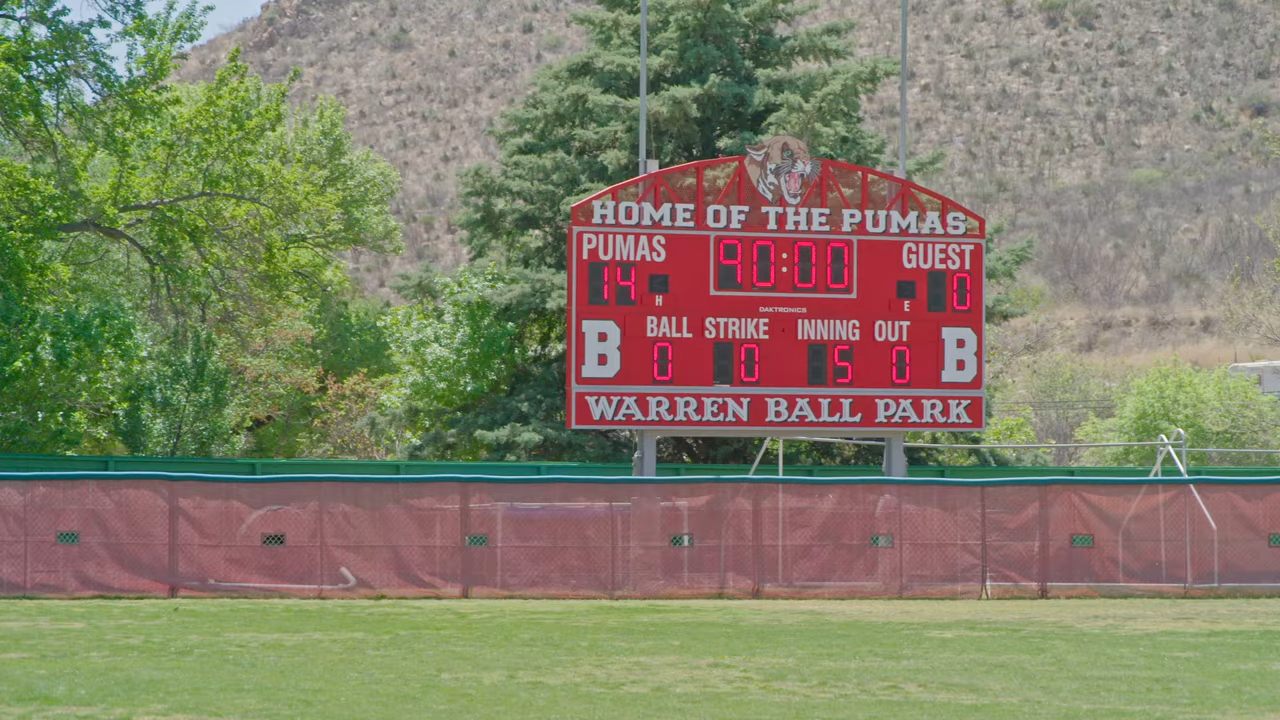 HOME OF THE PUMAS
PUMAS 90:00 GUEST
14 H E 0
DAKTRONICS
BALL STRIKE INNING OUT
B 0 0 5 0 B
WARREN BALL PARK